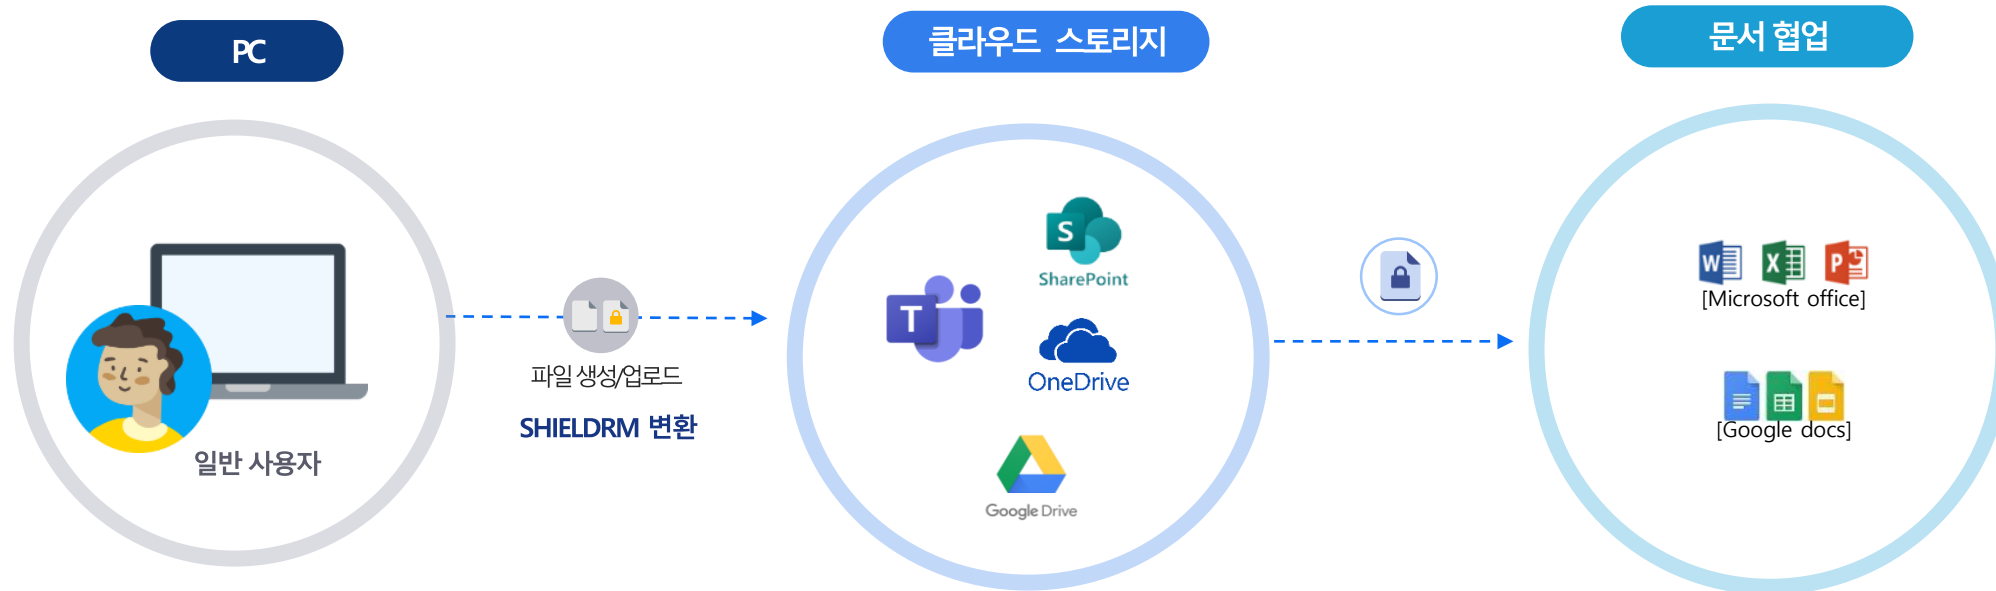 PC
클라우드 스토리지
문서 협업
일반 사용자
파일 생성/업로드
SHIELDRM 변환
T
S
SharePoint
OneDrive
Google Drive
W
X
P
[Microsoft office]
[Google docs]